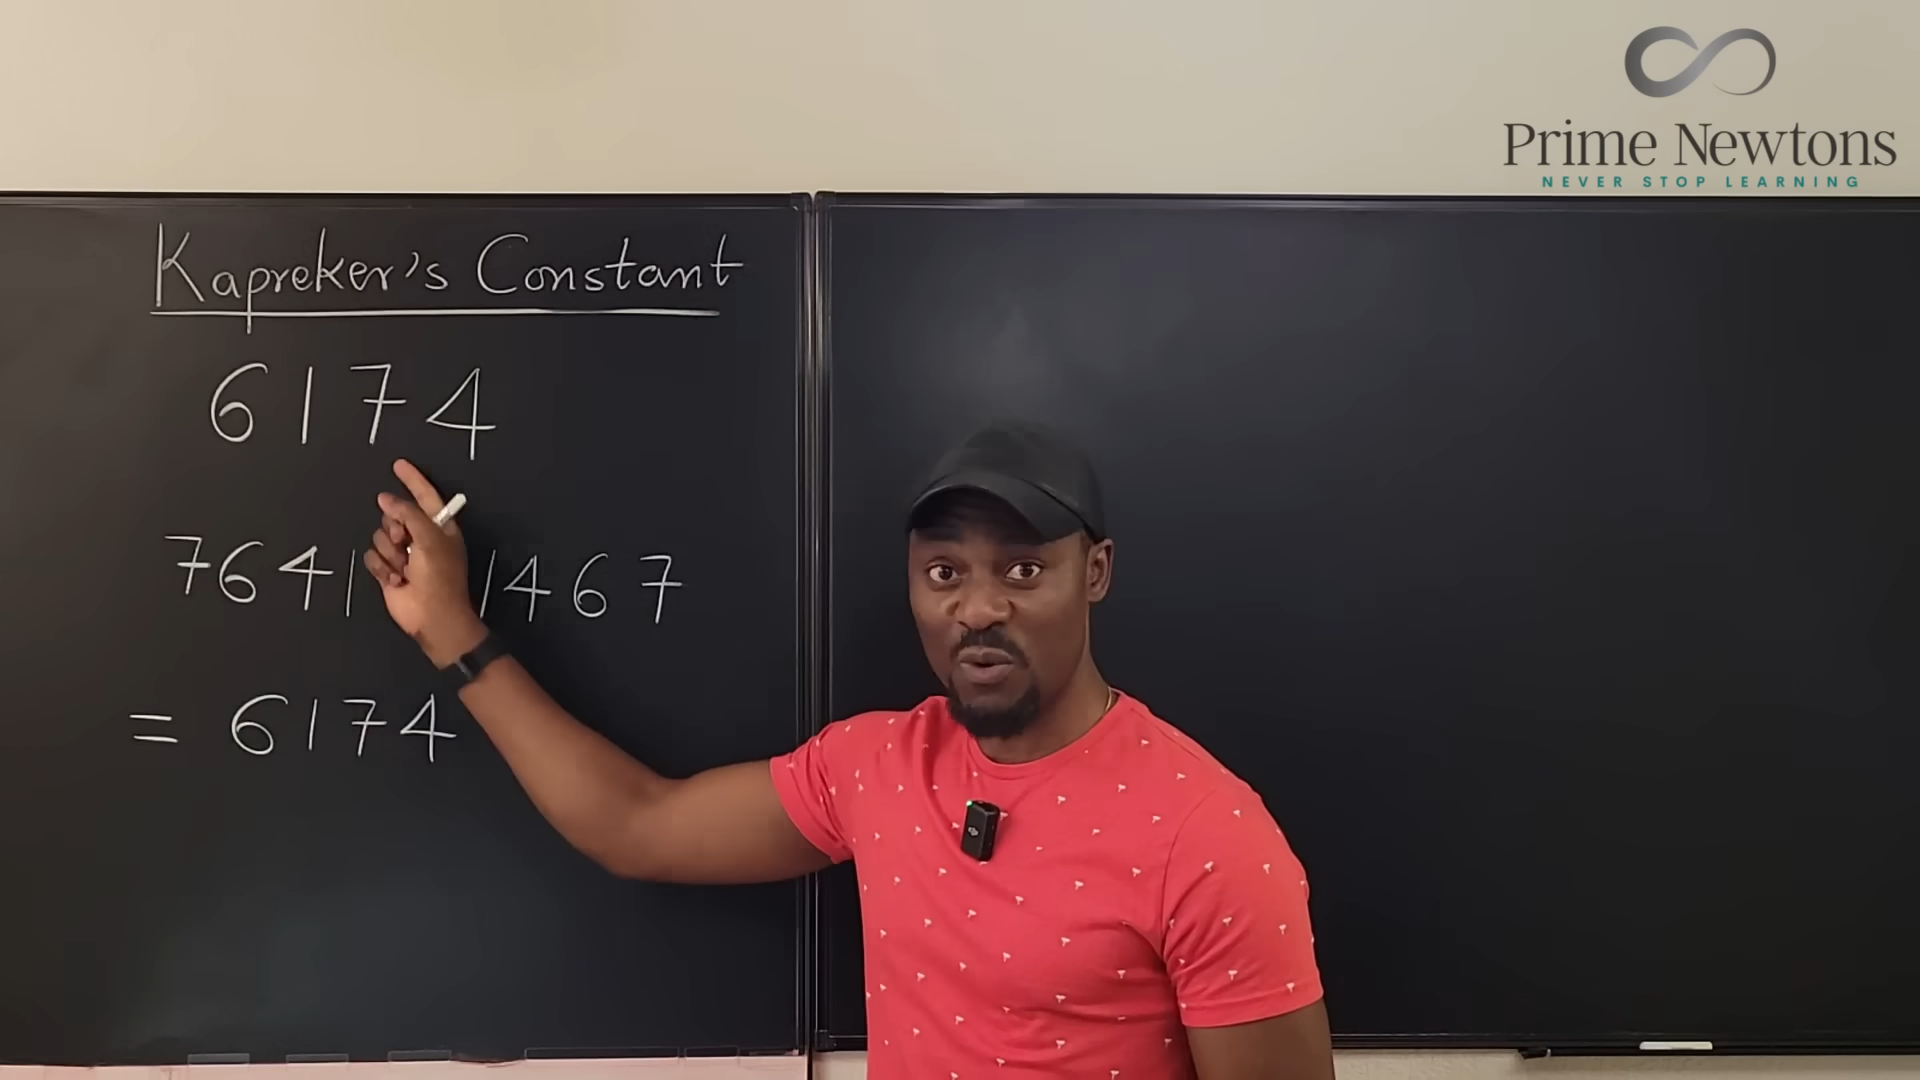 Prime Newtons
NEVER STOP LEARNING
Kapreker's Constant
6174
7641 1467
= 6174